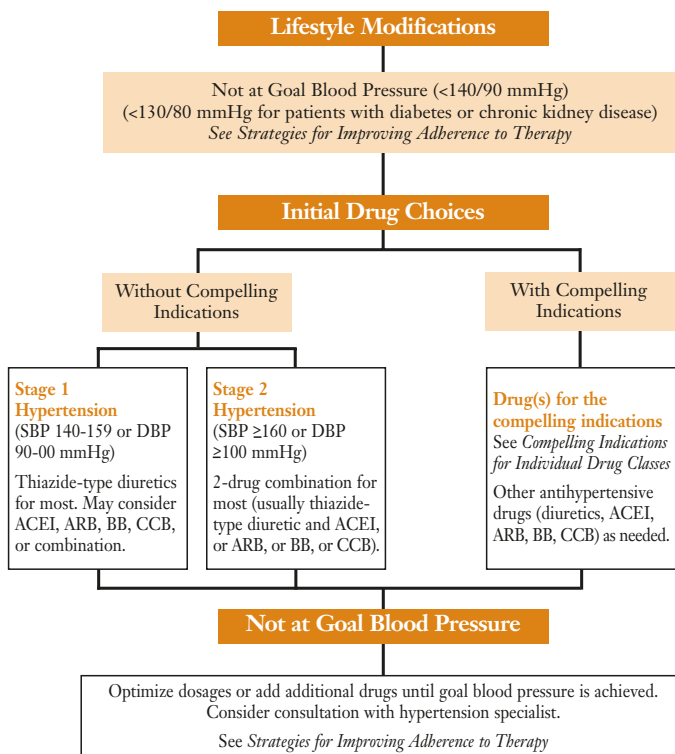 Lifestyle Modifications
Not at Goal Blood Pressure (<140/90 mmHg)
(<130/80 mmHg for patients with diabetes or chronic kidney disease)
See Strategies for Improving Adherence to Therapy
Initial Drug Choices
Without Compelling
Indications
With Compelling
Indications
Stage 1
Hypertension
(SBP 140-159 or DBP
90-00 mmHg)
Thiazide-type diuretics
for most. May consider
ACEI, ARB, BB, CCB,
or combination.
Stage 2
Hypertension
(SBP ≥160 or DBP
≥100 mmHg)
2-drug combination for
most (usually thiazide-
type diuretic and ACEI,
or ARB, or BB, or CCB).
Drug(s) for the
compelling indications
See Compelling Indications
for Individual Drug Classes
Other antihypertensive
drugs (diuretics, ACEI,
ARB, BB, CCB) as needed.
Not at Goal Blood Pressure
Optimize dosages or add additional drugs until goal blood pressure is achieved.
Consider consultation with hypertension specialist.
See Strategies for Improving Adherence to Therapy